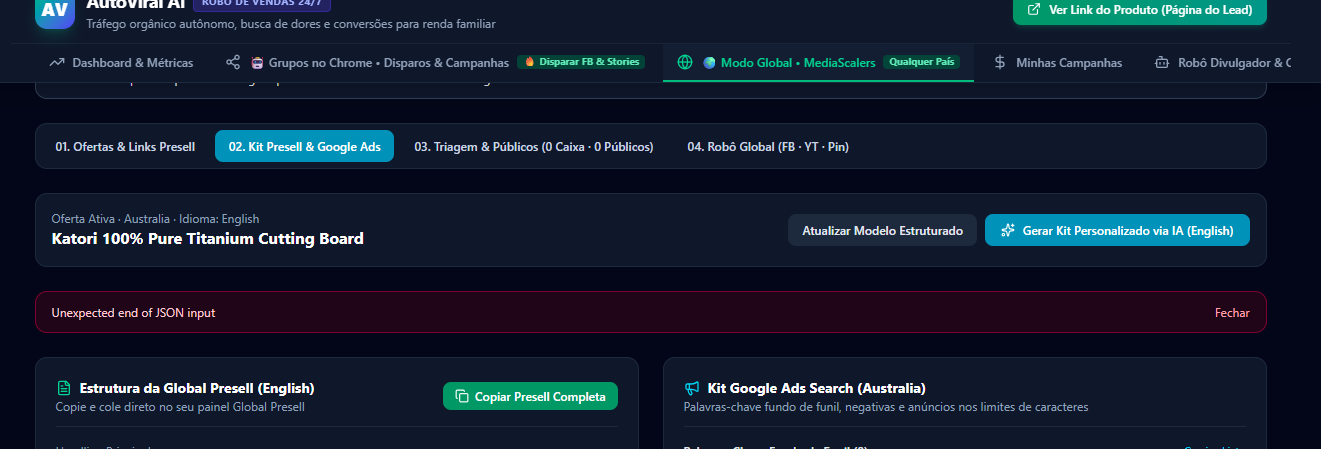 AV AutoViral AI ROBÔ DE VENDAS 24/7
Tráfego orgânico autônomo, busca de dores e conversões para renda familiar
Ver Link do Produto (Página do Lead)
Dashboard & Métricas
Grupos no Chrome • Disparos & Campanhas
🔥 Disparar FB & Stories
Modo Global • MediaScalers
Qualquer País
Minhas Campanhas
Robô Divulgador & C
01. Ofertas & Links Presell
02. Kit Presell & Google Ads
03. Triagem & Públicos (0 Caixa · 0 Públicos)
04. Robô Global (FB · YT · Pin)
Oferta Ativa · Australia · Idioma: English
Katori 100% Pure Titanium Cutting Board
Atualizar Modelo Estruturado
Gerar Kit Personalizado via IA (English)
Unexpected end of JSON input
Fechar
Estrutura da Global Presell (English)
Copie e cole direto no seu painel Global Presell
Copiar Presell Completa
Kit Google Ads Search (Australia)
Palavras-chave fundo de funil, negativas e anúncios nos limites de caracteres